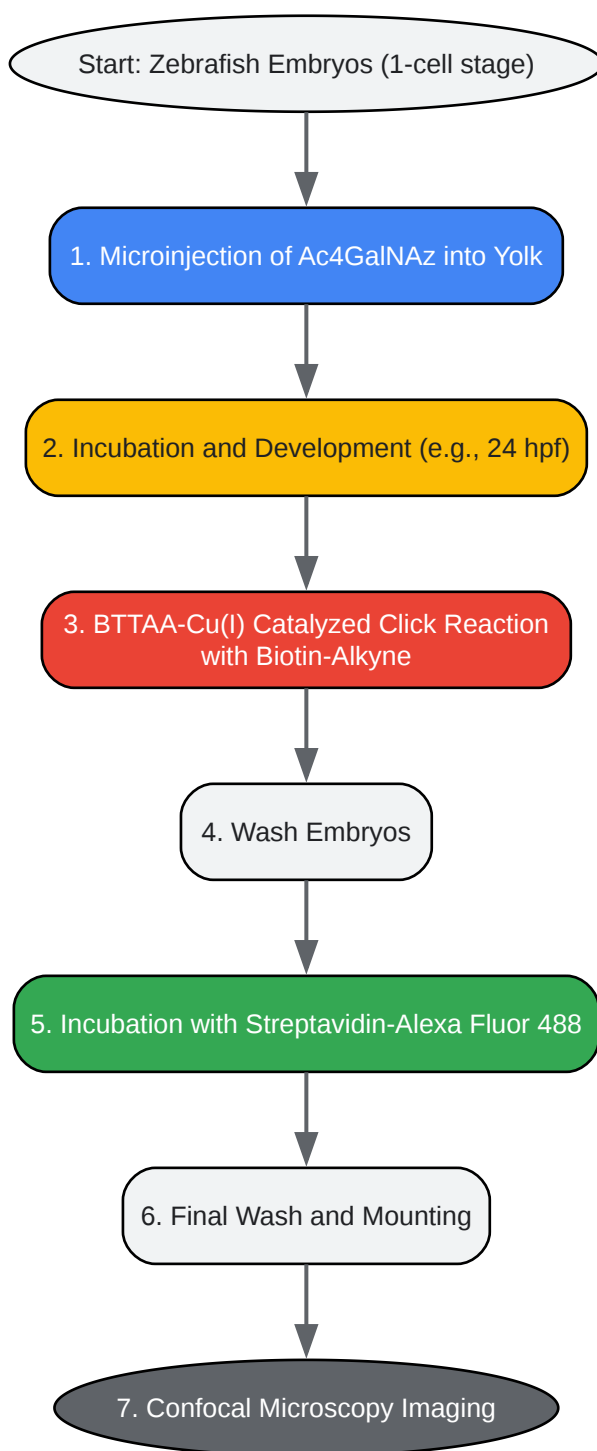 Start: Zebrafish Embryos (1-cell stage)
1. Microinjection of Ac4GalNAz into Yolk
2. Incubation and Development (e.g., 24 hpf)
3. BTTAA-Cu(I) Catalyzed Click Reaction
with Biotin-Alkyne
4. Wash Embryos
5. Incubation with Streptavidin-Alexa Fluor 488
6. Final Wash and Mounting
7. Confocal Microscopy Imaging